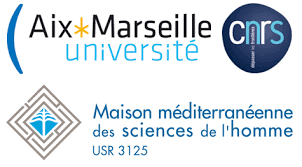 Aix*Marseille
université
cnrs
Maison méditerranéenne
des sciences de l'homme
USR 3125